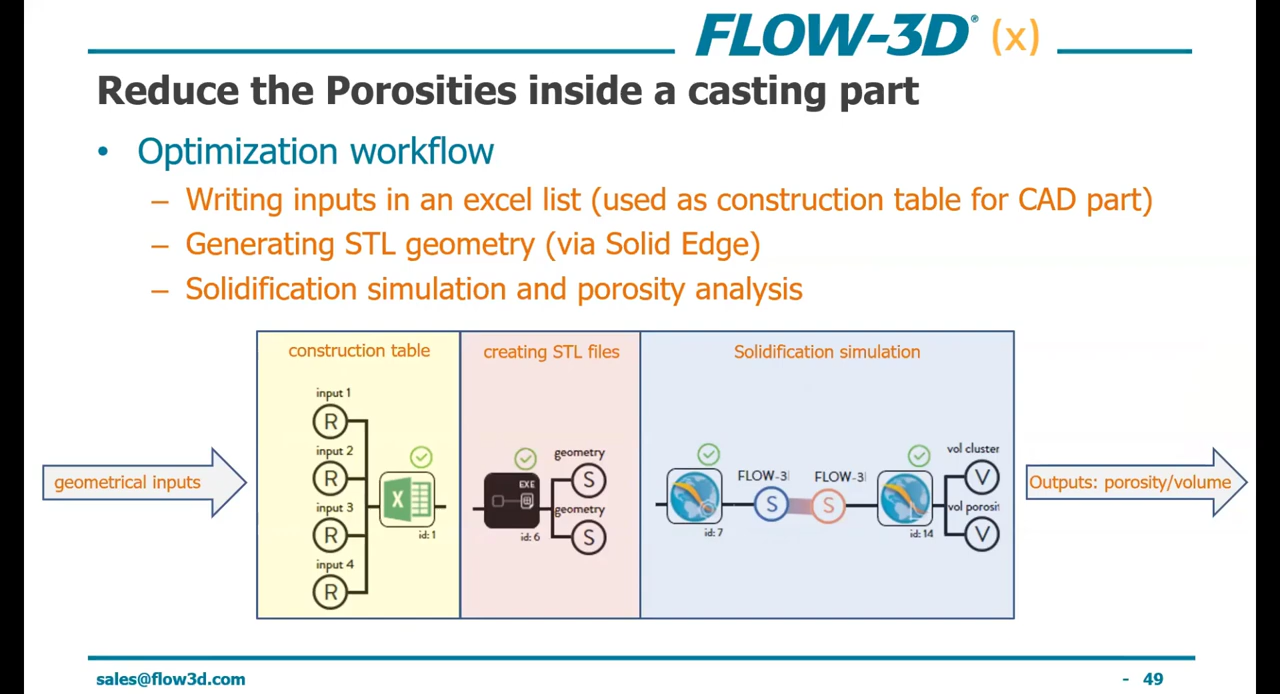 FLOW-3D® (x)
Reduce the Porosities inside a casting part
• Optimization workflow
– Writing inputs in an excel list (used as construction table for CAD part)
– Generating STL geometry (via Solid Edge)
– Solidification simulation and porosity analysis
construction table
creating STL files
Solidification simulation
geometrical inputs
input 1
R
input 2
R
input 3
R
input 4
R
X
id: 1
EXE
id: 6
geometry
S
geometry
S
id: 7
FLOW-3
S
FLOW-3
S
id: 14
vol cluster
V
vol porosit
V
Outputs: porosity/volume
sales@flow3d.com
- 49